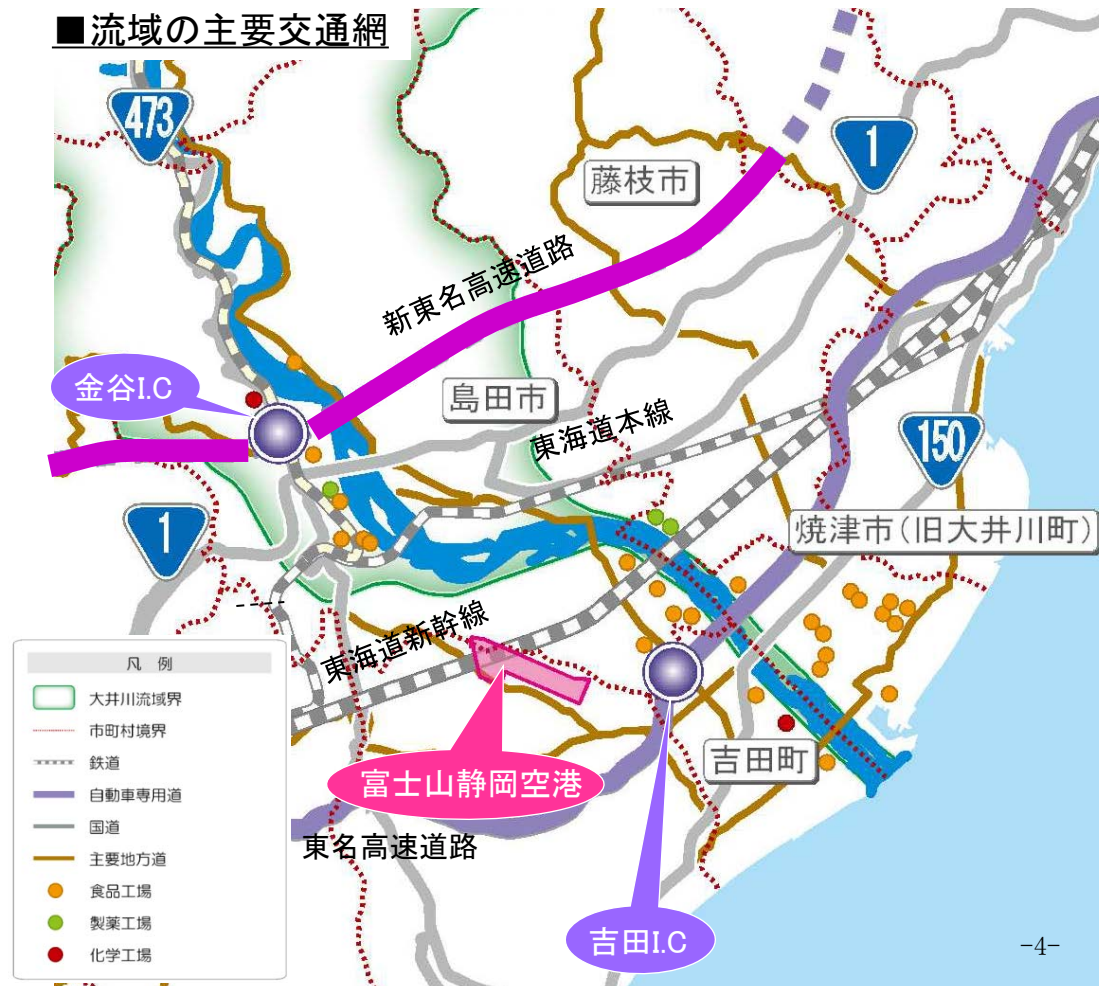 ■流域の主要交通網
473
1
藤枝市
新東名高速道路
金谷I.C
島田市
東海道本線
150
1
焼津市(旧大井川町)
東海道新幹線
凡 例
大井川流域界
市町村境界
鉄道
自動車専用道
国道
主要地方道
食品工場
製薬工場
化学工場
富士山静岡空港
吉田町
東名高速道路
吉田I.C
-4-